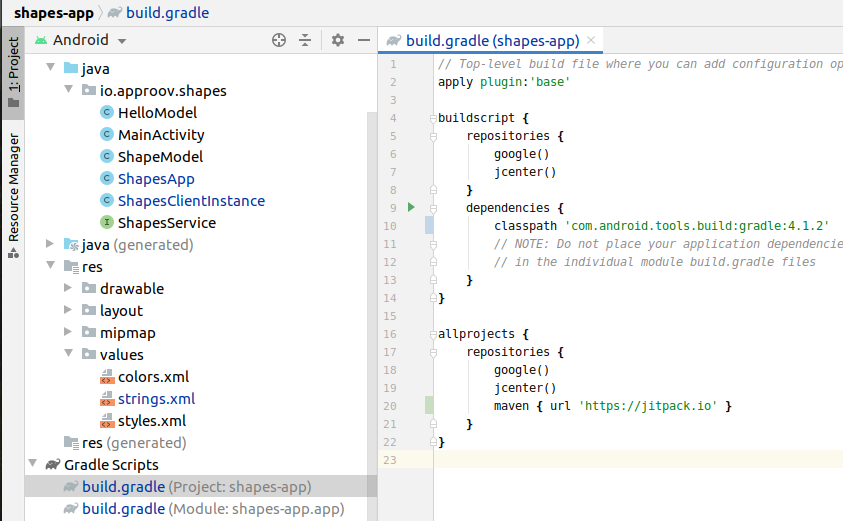 shapes-app build.gradle
1: Project
Resource Manager
Android
java
io.approov.shapes
HelloModel
MainActivity
ShapeModel
ShapesApp
ShapesClientInstance
ShapesService
java (generated)
res
drawable
layout
mipmap
values
colors.xml
strings.xml
styles.xml
res (generated)
Gradle Scripts
build.gradle (Project: shapes-app)
build.gradle (Module: shapes-app.app)
build.gradle (shapes-app)
1 // Top-level build file where you can add configuration op
2 apply plugin:'base'
3
4 buildscript {
5 repositories {
6 google()
7 jcenter()
8 }
9 dependencies {
10 classpath 'com.android.tools.build:gradle:4.1.2'
11 // NOTE: Do not place your application dependencie
12 // in the individual module build.gradle files
13 }
14 }
15
16 allprojects {
17 repositories {
18 google()
19 jcenter()
20 maven { url 'https://jitpack.io' }
21 }
22 }
23